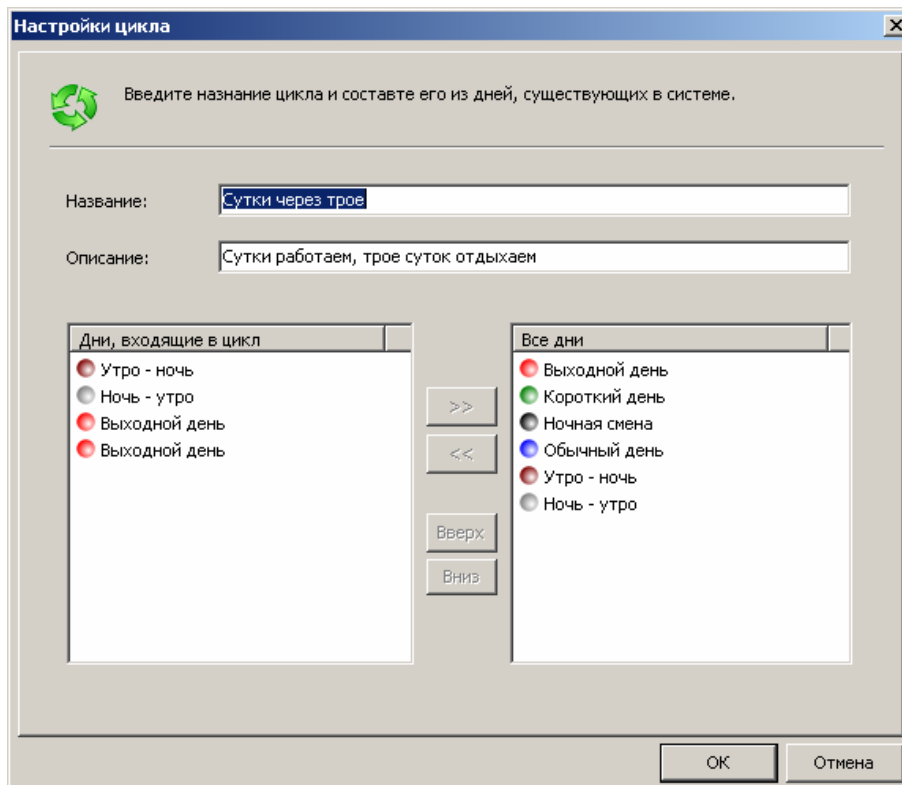 Настройки цикла
Введите назнание цикла и составте его из дней, существующих в системе.
Название:
Сутки через трое
Описание:
Сутки работаем, трое суток отдыхаем
Дни, входящие в цикл
Утро - ночь
Ночь - утро
Выходной день
Выходной день
>>
<<
Вверх
Вниз
Все дни
Выходной день
Короткий день
Ночная смена
Обычный день
Утро - ночь
Ночь - утро
OK
Отмена